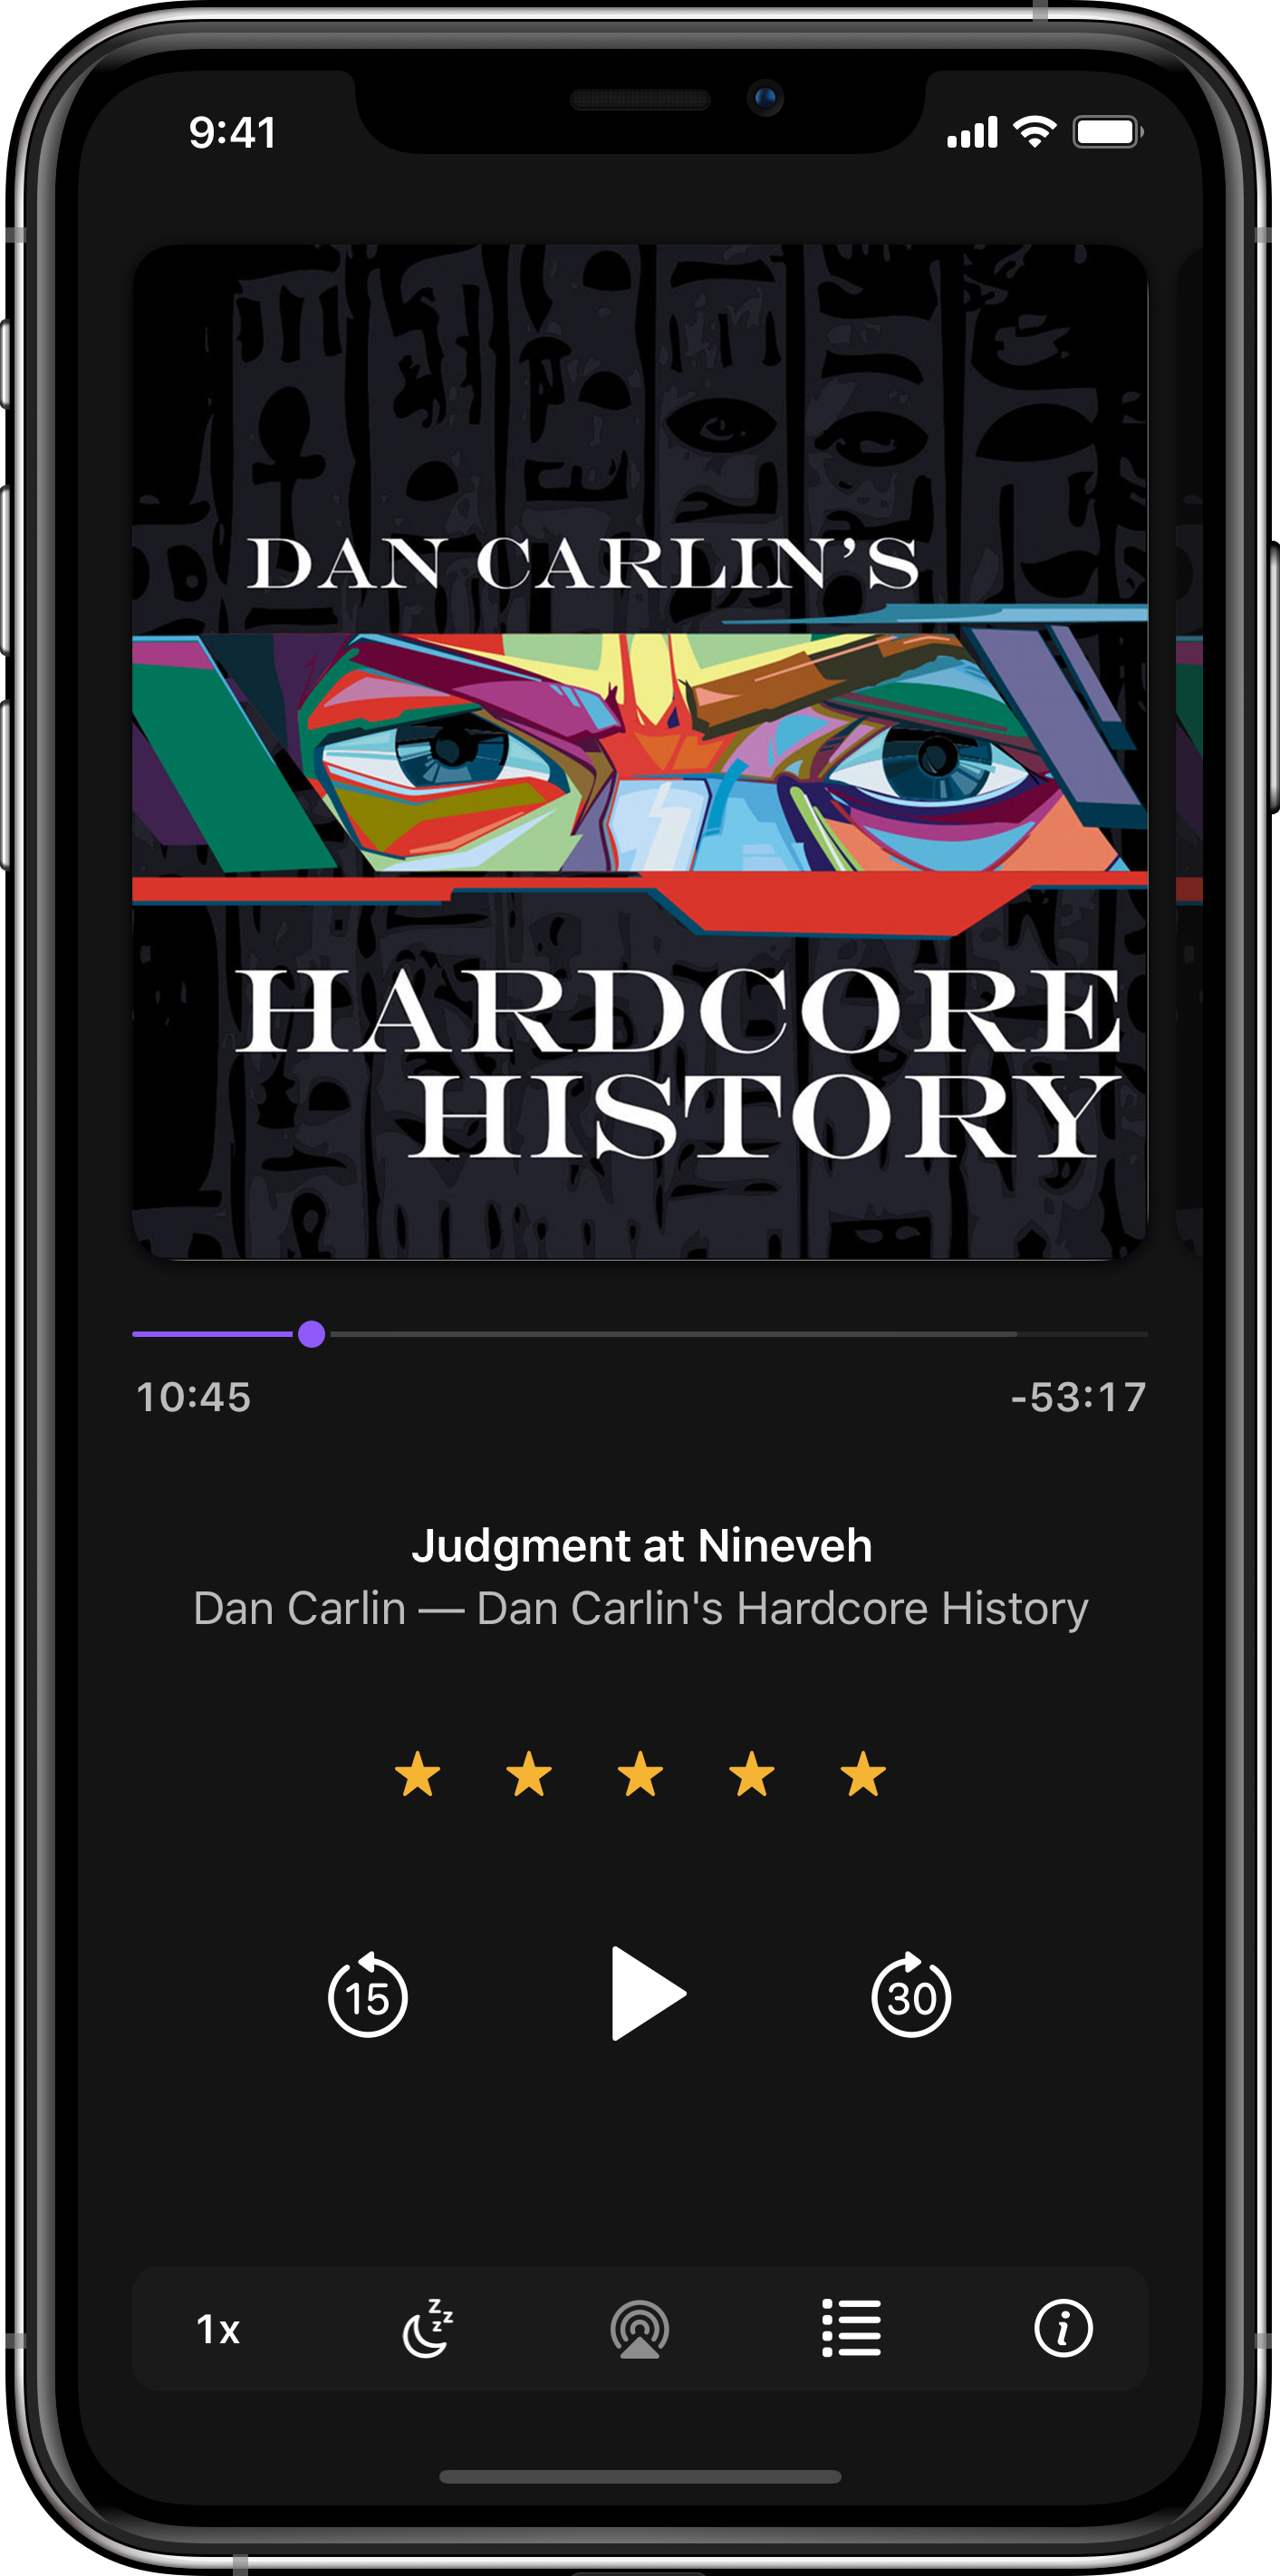 9:41
DAN CARLIN'S
HARDCORE
HISTORY
10:45
-53:17
Judgment at Nineveh
Dan Carlin — Dan Carlin's Hardcore History
15
30
1x
z z z
i